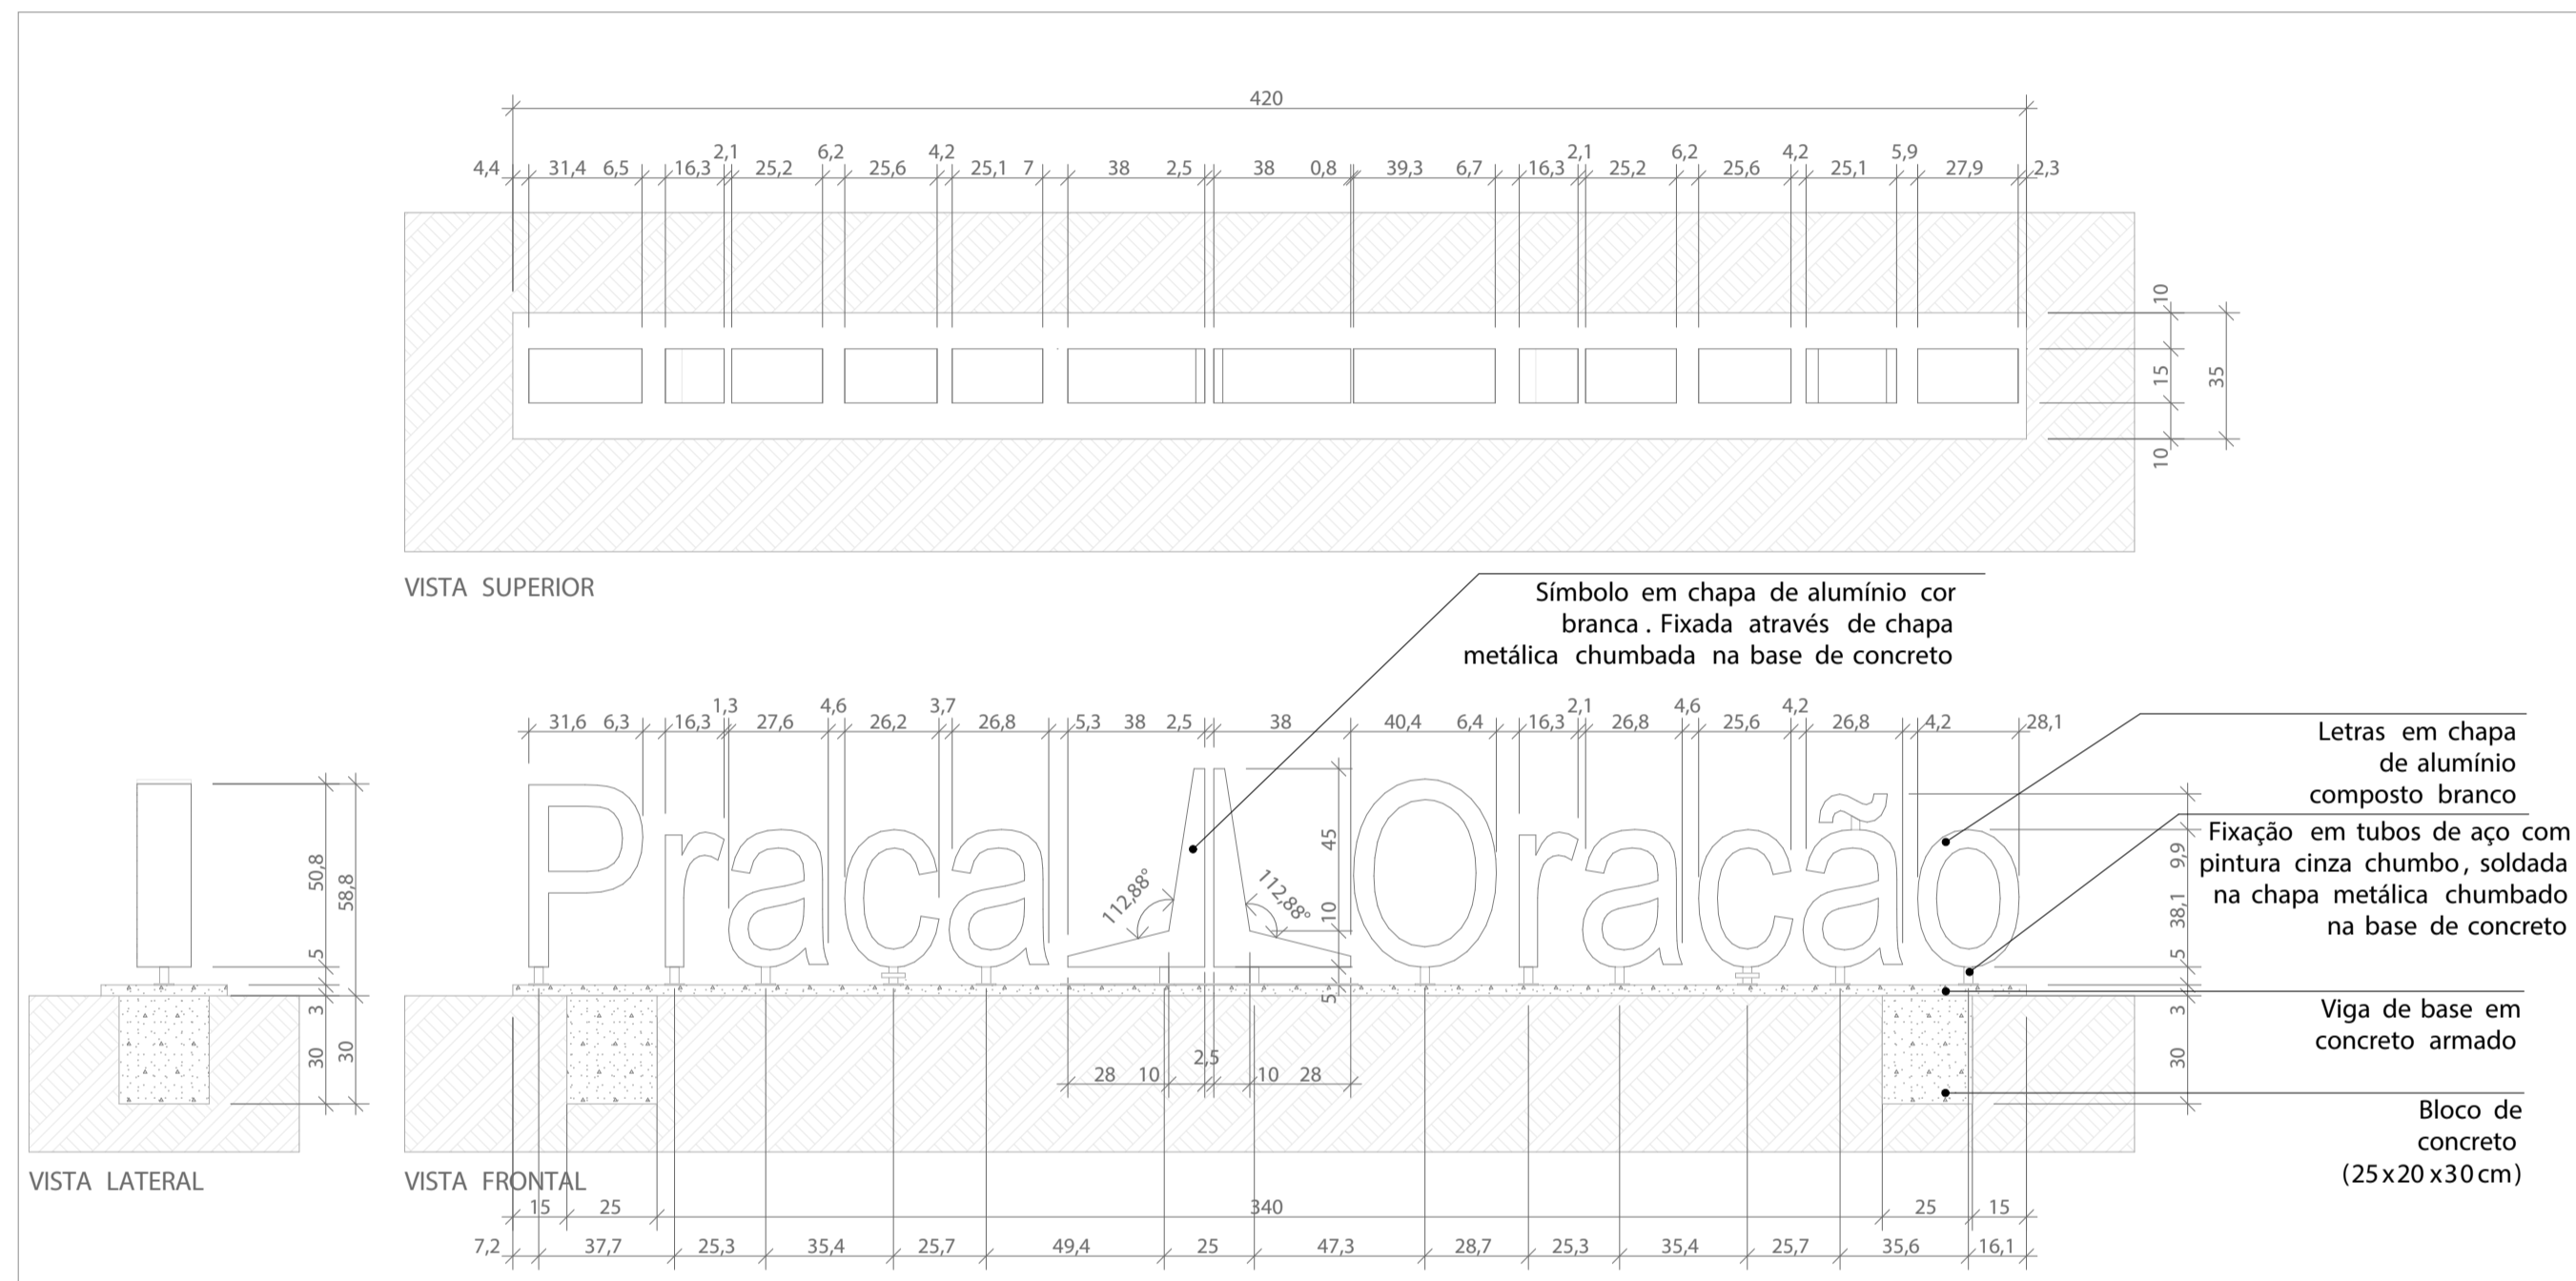 420
2,1 6,2 4,2 2,1 6,2 4,2 5,9
4,4 31,4 6,5 16,3 25,2 25,6 25,1 7 38 2,5 38 0,8 39,3 6,7 16,3 25,2 25,6 25,1 27,9 2,3
10
15 35
10
VISTA SUPERIOR
Símbolo em chapa de alumínio cor
branca . Fixada através de chapa
metálica chumbada na base de concreto
1,3 4,6 3,7 2,1 4,6 4,2
31,6 6,3 16,3 27,6 26,2 26,8 5,3 38 2,5 38 40,4 6,4 16,3 26,8 25,6 26,8 4,2 28,1
Letras em chapa
de alumínio
composto branco
Fixação em tubos de aço com
pintura cinza chumbo, soldada
na chapa metálica chumbado
na base de concreto
Praça Oração
50,8 58,8
5
3
30 30
112,88° 112,88°
45
10
5
9,9
38,1
5
3
30
Viga de base em
concreto armado
2,5
28 10 10 28
Bloco de
concreto
(25x20x30cm)
VISTA LATERAL
VISTA FRONTAL
15 25 340 25 15
7,2 37,7 25,3 35,4 25,7 49,4 25 47,3 28,7 25,3 35,4 25,7 35,6 16,1